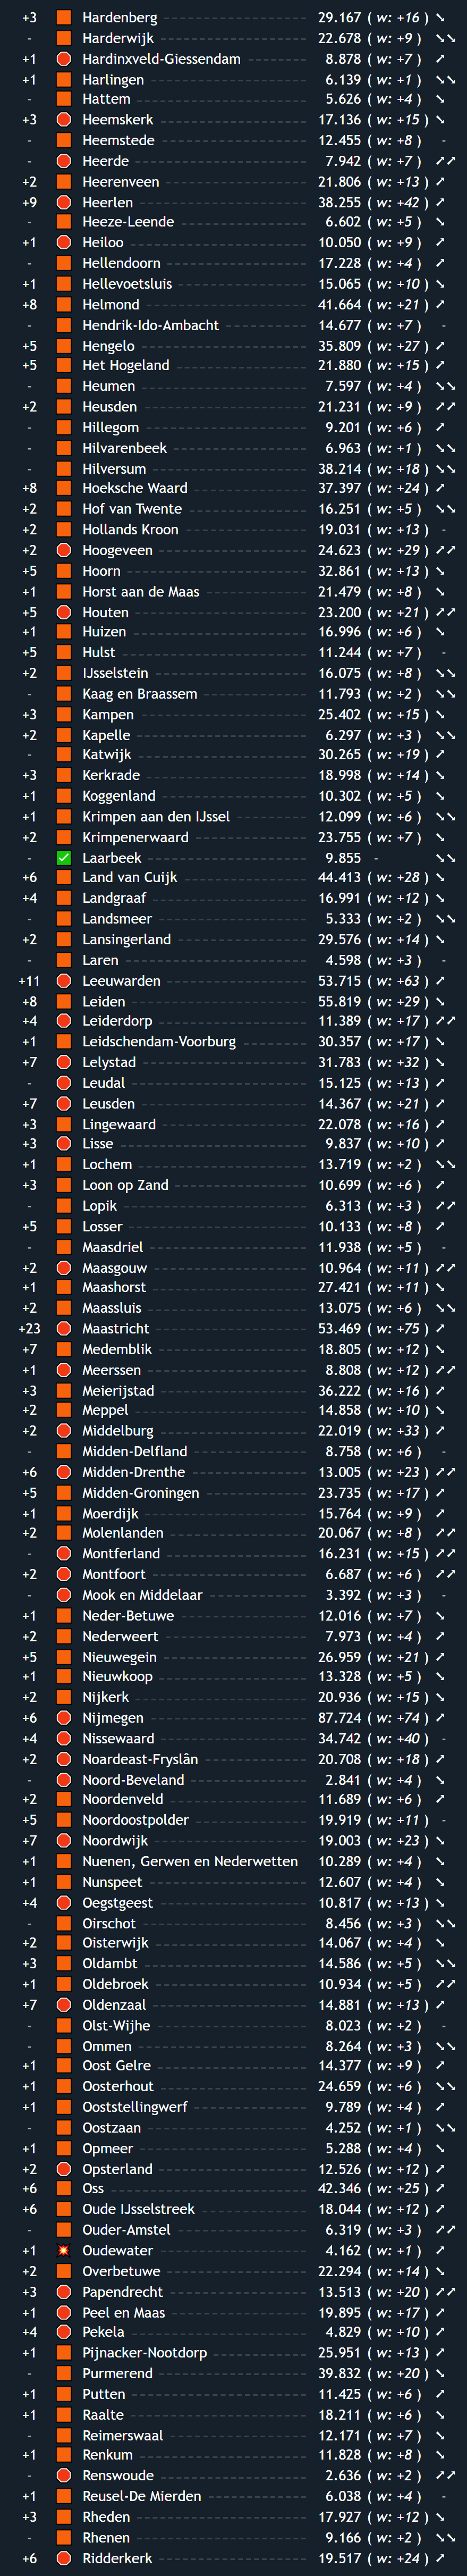 +3 Hardenberg 29.167 ( w: +16 ) ↘
- Harderwijk 22.678 ( w: +9 ) ↘↘
+1 Hardinxveld-Giessendam 8.878 ( w: +7 ) ↗
+1 Harlingen 6.139 ( w: +1 ) ↘↘
- Hattem 5.626 ( w: +4 ) ↘
+3 Heemskerk 17.136 ( w: +15 ) ↘
- Heemstede 12.455 ( w: +8 ) -
- Heerde 7.942 ( w: +7 ) ↗↗
+2 Heerenveen 21.806 ( w: +13 ) ↗
+9 Heerlen 38.255 ( w: +42 ) ↗
- Heeze-Leende 6.602 ( w: +5 ) ↘
+1 Heiloo 10.050 ( w: +9 ) ↗
- Hellendoorn 17.228 ( w: +4 ) ↗
+1 Hellevoetsluis 15.065 ( w: +10 ) ↘
+8 Helmond 41.664 ( w: +21 ) ↗
- Hendrik-Ido-Ambacht 14.677 ( w: +7 ) -
+5 Hengelo 35.809 ( w: +27 ) ↗
+5 Het Hogeland 21.880 ( w: +15 ) ↗
- Heumen 7.597 ( w: +4 ) ↘↘
+2 Heusden 21.231 ( w: +9 ) ↗↗
- Hillegom 9.201 ( w: +6 ) ↗
- Hilvarenbeek 6.963 ( w: +1 ) ↘↘
- Hilversum 38.214 ( w: +18 ) ↘↘
+8 Hoeksche Waard 37.397 ( w: +24 ) ↗
+2 Hof van Twente 16.251 ( w: +5 ) ↘↘
+2 Hollands Kroon 19.031 ( w: +13 ) -
+2 Hoogeveen 24.623 ( w: +29 ) ↗↗
+5 Hoorn 32.861 ( w: +13 ) ↘
+1 Horst aan de Maas 21.479 ( w: +8 ) ↘
+5 Houten 23.200 ( w: +21 ) ↗↗
+1 Huizen 16.996 ( w: +6 ) ↘
+5 Hulst 11.244 ( w: +7 ) -
+2 IJsselstein 16.075 ( w: +8 ) ↘↘
- Kaag en Braassem 11.793 ( w: +2 ) ↘↘
+3 Kampen 25.402 ( w: +15 ) ↘
+2 Kapelle 6.297 ( w: +3 ) ↘↘
- Katwijk 30.265 ( w: +19 ) ↗
+3 Kerkrade 18.998 ( w: +14 ) ↘
+1 Koggenland 10.302 ( w: +5 ) ↘
+1 Krimpen aan den IJssel 12.099 ( w: +6 ) ↘↘
+2 Krimpenerwaard 23.755 ( w: +7 ) ↘
- Laarbeek 9.855 - ↘↘
+6 Land van Cuijk 44.413 ( w: +28 ) ↘
+4 Landgraaf 16.991 ( w: +12 ) ↘
- Landsmeer 5.333 ( w: +2 ) ↘↘
+2 Lansingerland 29.576 ( w: +14 ) ↘
- Laren 4.598 ( w: +3 ) -
+11 Leeuwarden 53.715 ( w: +63 ) ↗
+8 Leiden 55.819 ( w: +29 ) ↘
+4 Leiderdorp 11.389 ( w: +17 ) ↗↗
+1 Leidschendam-Voorburg 30.357 ( w: +17 ) ↘
+7 Lelystad 31.783 ( w: +32 ) ↘
- Leudal 15.125 ( w: +13 ) ↗
+7 Leusden 14.367 ( w: +21 ) ↗
+3 Lingewaard 22.078 ( w: +16 ) ↗
+3 Lisse 9.837 ( w: +10 ) ↗
+1 Lochem 13.719 ( w: +2 ) ↘↘
+3 Loon op Zand 10.699 ( w: +6 ) ↗
- Lopik 6.313 ( w: +3 ) ↗↗
+5 Losser 10.133 ( w: +8 ) ↗
- Maasdriel 11.938 ( w: +5 ) -
+2 Maasgouw 10.964 ( w: +11 ) ↗↗
+1 Maashorst 27.421 ( w: +11 ) ↘
+2 Maassluis 13.075 ( w: +6 ) ↘↘
+23 Maastricht 53.469 ( w: +75 ) ↗
+7 Medemblik 18.805 ( w: +12 ) ↘
+1 Meerssen 8.808 ( w: +12 ) ↗↗
+3 Meierijstad 36.222 ( w: +16 ) ↗
+2 Meppel 14.858 ( w: +10 ) ↘
+2 Middelburg 22.019 ( w: +33 ) ↗
- Midden-Delfland 8.758 ( w: +6 ) -
+6 Midden-Drenthe 13.005 ( w: +23 ) ↗↗
+5 Midden-Groningen 23.735 ( w: +17 ) ↗
+1 Moerdijk 15.764 ( w: +9 ) ↗
+2 Molenlanden 20.067 ( w: +8 ) ↗↗
- Montferland 16.231 ( w: +15 ) ↗↗
+2 Montfoort 6.687 ( w: +6 ) ↗↗
- Mook en Middelaar 3.392 ( w: +3 ) -
+1 Neder-Betuwe 12.016 ( w: +7 ) ↘
+2 Nederweert 7.973 ( w: +4 ) ↗
+5 Nieuwegein 26.959 ( w: +21 ) ↗
+1 Nieuwkoop 13.328 ( w: +5 ) ↘
+2 Nijkerk 20.936 ( w: +15 ) ↘
+6 Nijmegen 87.724 ( w: +74 ) ↗
+4 Nissewaard 34.742 ( w: +40 ) -
+2 Noardeast-Fryslân 20.708 ( w: +18 ) ↗
- Noord-Beveland 2.841 ( w: +4 ) ↘
+2 Noordenveld 11.689 ( w: +6 ) ↗
+5 Noordoostpolder 19.919 ( w: +11 ) -
+7 Noordwijk 19.003 ( w: +23 ) ↘
+1 Nuenen, Gerwen en Nederwetten 10.289 ( w: +4 ) ↘
+1 Nunspeet 12.607 ( w: +4 ) ↘
+4 Oegstgeest 10.817 ( w: +13 ) ↘
- Oirschot 8.456 ( w: +3 ) ↘↘
+2 Oisterwijk 14.067 ( w: +4 ) ↘
+3 Oldambt 14.586 ( w: +5 ) ↘↘
+1 Oldebroek 10.934 ( w: +5 ) ↗↗
+7 Oldenzaal 14.881 ( w: +13 ) ↗
- Olst-Wijhe 8.023 ( w: +2 ) -
- Ommen 8.264 ( w: +3 ) ↘↘
+1 Oost Gelre 14.377 ( w: +9 ) ↗
+1 Oosterhout 24.659 ( w: +6 ) ↘↘
+1 Ooststellingwerf 9.789 ( w: +4 ) ↗
- Oostzaan 4.252 ( w: +1 ) ↘↘
+1 Opmeer 5.288 ( w: +4 ) ↘
+2 Opsterland 12.526 ( w: +12 ) ↗
+6 Oss 42.346 ( w: +25 ) ↗
+6 Oude IJsselstreek 18.044 ( w: +12 ) ↗
- Ouder-Amstel 6.319 ( w: +3 ) ↗↗
+1 Oudewater 4.162 ( w: +1 ) ↗
+2 Overbetuwe 22.294 ( w: +14 ) ↘
+3 Papendrecht 13.513 ( w: +20 ) ↗↗
+1 Peel en Maas 19.895 ( w: +17 ) ↗
+4 Pekela 4.829 ( w: +10 ) ↗
+1 Pijnacker-Nootdorp 25.951 ( w: +13 ) ↗
- Purmerend 39.832 ( w: +20 ) ↘
+1 Putten 11.425 ( w: +6 ) ↗
+1 Raalte 18.211 ( w: +6 ) ↘
- Reimerswaal 12.171 ( w: +7 ) ↘
+1 Renkum 11.828 ( w: +8 ) ↘
- Renswoude 2.636 ( w: +2 ) ↗↗
+1 Reusel-De Mierden 6.038 ( w: +4 ) -
+3 Rheden 17.927 ( w: +12 ) ↘
- Rhenen 9.166 ( w: +2 ) ↘↘
+6 Ridderkerk 19.517 ( w: +24 ) ↗